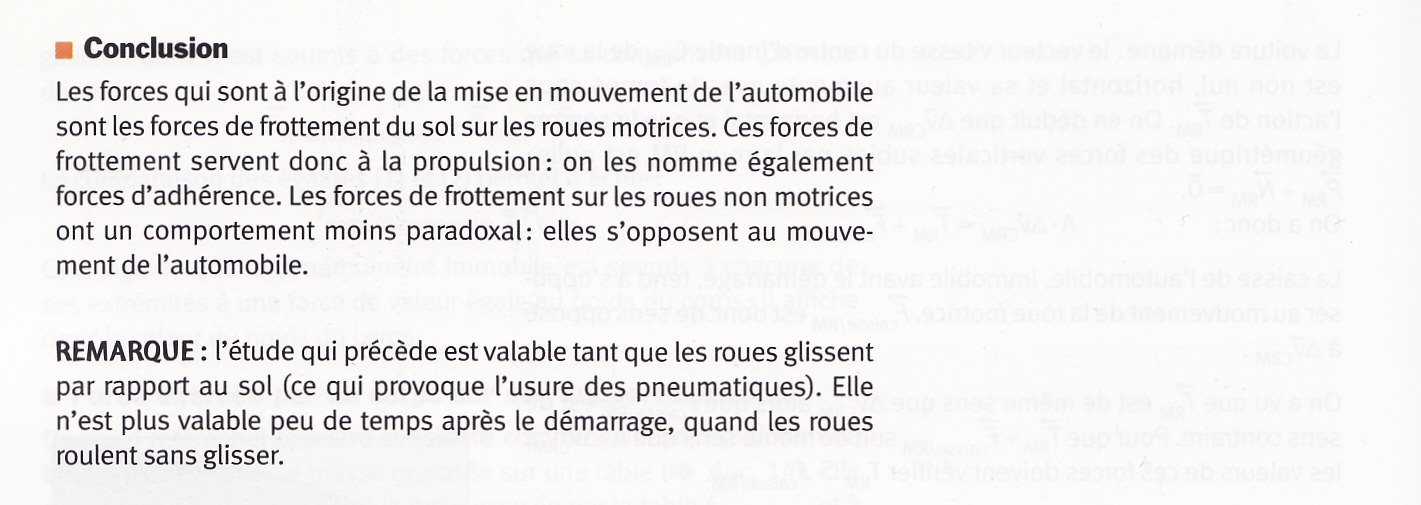 Conclusion
Les forces qui sont à l'origine de la mise en mouvement de l'automobile
sont les forces de frottement du sol sur les roues motrices. Ces forces de
frottement servent donc à la propulsion : on les nomme également
forces d'adhérence. Les forces de frottement sur les roues non motrices
ont un comportement moins paradoxal : elles s'opposent au mouve-
ment de l'automobile.
REMARQUE : l'étude qui précède est valable tant que les roues glissent
par rapport au sol (ce qui provoque l'usure des pneumatiques). Elle
n'est plus valable peu de temps après le démarrage, quand les roues
roulent sans glisser.